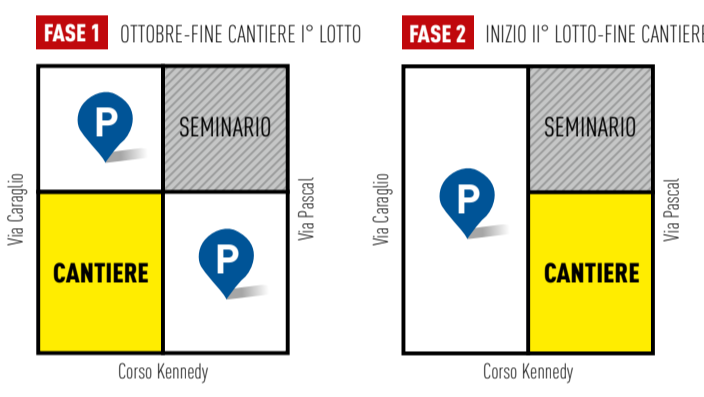 FASE 1 OTTOBRE-FINE CANTIERE I° LOTTO
P
SEMINARIO
Via Caraglio
Via Pascal
CANTIERE
P
Corso Kennedy
FASE 2 INIZIO II° LOTTO-FINE CANTIERE
SEMINARIO
Via Caraglio
P
Via Pascal
CANTIERE
Corso Kennedy